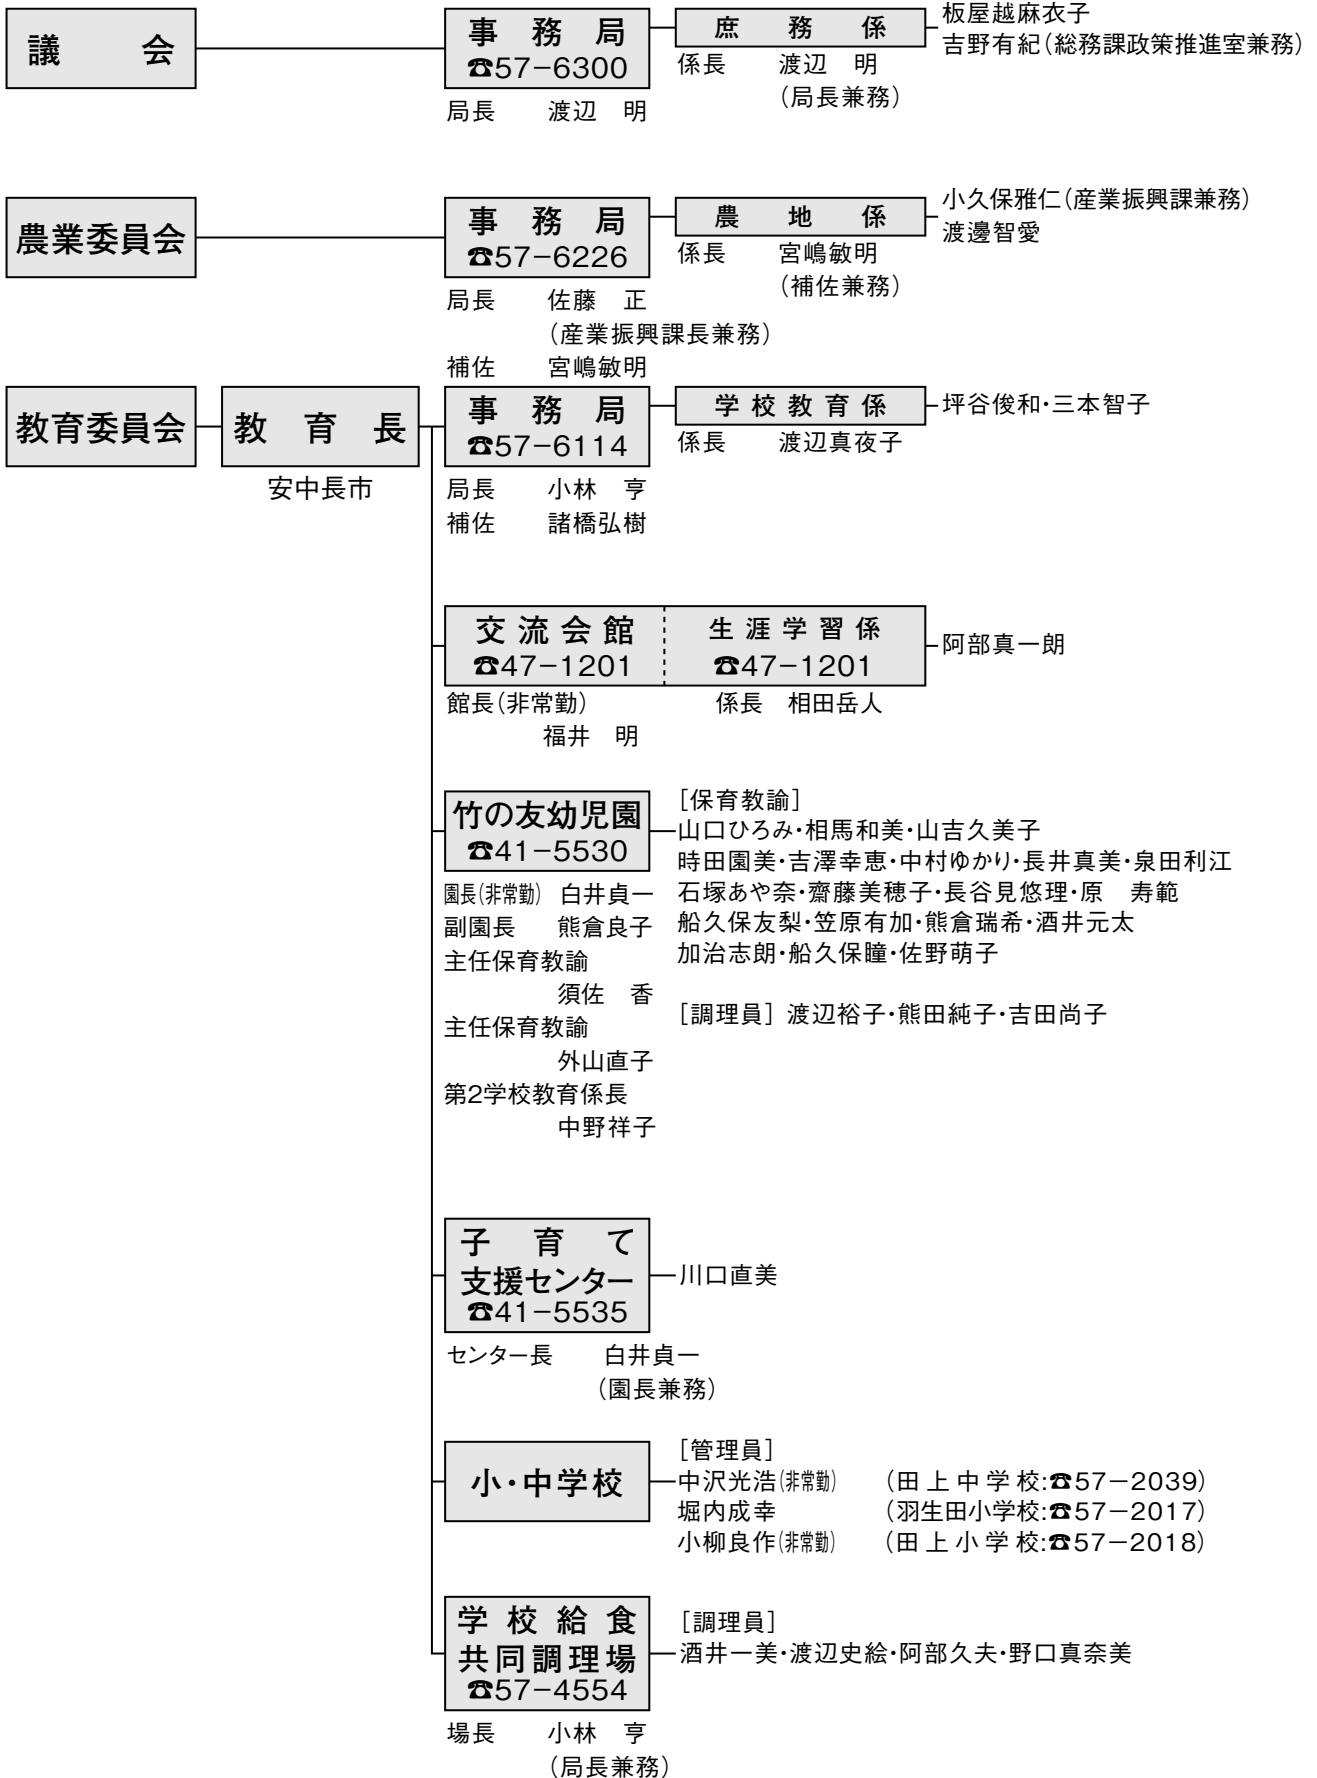 議　会
事務局
☎57−6300
局長　渡辺　明
庶務係
係長　渡辺　明
（局長兼務）
板屋越麻衣子
吉野有紀（総務課政策推進室兼務）
農業委員会
事務局
☎57−6226
局長　佐藤　正
（産業振興課長兼務）
補佐　宮嶋敏明
農地係
係長　宮嶋敏明
（補佐兼務）
小久保雅仁（産業振興課兼務）
渡邊智愛
教育委員会
教育長
安中長市
事務局
☎57−6114
局長　小林　亨
補佐　諸橋弘樹
学校教育係
係長　渡辺真夜子
坪谷俊和・三本智子
交流会館
☎47−1201
館長（非常勤）
福井　明
生涯学習係
☎47−1201
係長　相田岳人
阿部真一朗
竹の友幼児園
☎41−5530
園長（非常勤）　白井貞一
副園長　熊倉良子
主任保育教諭
須佐　香
主任保育教諭
外山直子
第2学校教育係長
中野祥子
［保育教諭］
山口ひろみ・相馬和美・山吉久美子
時田園美・吉澤幸恵・中村ゆかり・長井真美・泉田利江
石塚あや奈・齋藤美穂子・長谷見悠理・原　寿範
船久保友梨・笠原有加・熊倉瑞希・酒井元太
加治志朗・船久保瞳・佐野萌子
［調理員］渡辺裕子・熊田純子・吉田尚子
子育て
支援センター
☎41−5535
センター長　白井貞一
（園長兼務）
川口直美
小・中学校
［管理員］
中沢光浩（非常勤）　（田上中学校:☎57−2039）
堀内成幸　（羽生田小学校:☎57−2017）
小柳良作（非常勤）　（田上小学校:☎57−2018）
学校給食
共同調理場
☎57−4554
場長　小林　亨
（局長兼務）
［調理員］
酒井一美・渡辺史絵・阿部久夫・野口真奈美